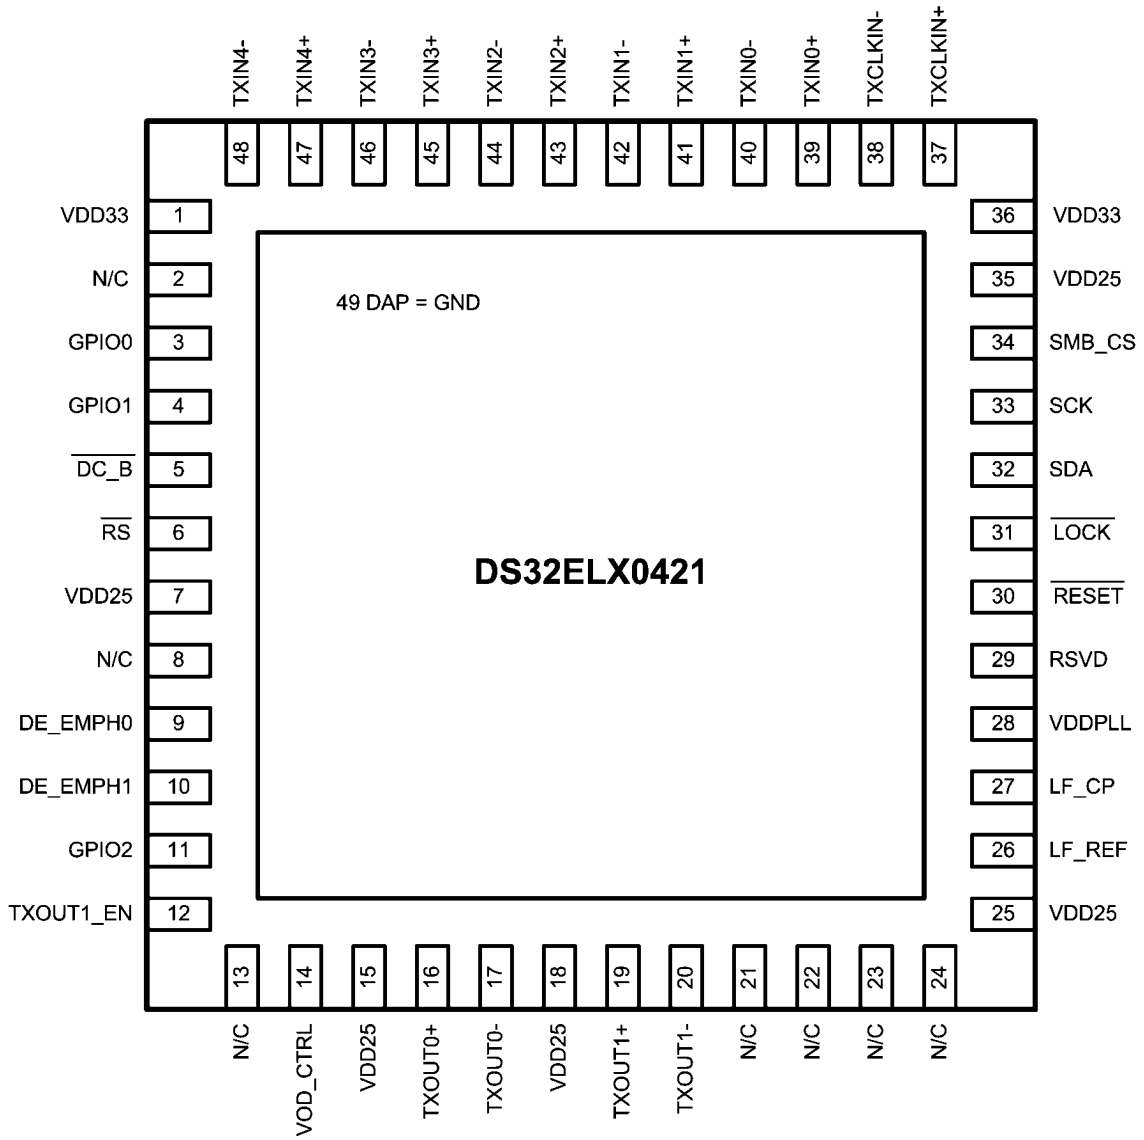 TXIN4-
TXIN4+
TXIN3-
TXIN3+
TXIN2-
TXIN2+
TXIN1-
TXIN1+
TXIN0-
TXIN0+
TXCLKIN-
TXCLKIN+
48
47
46
45
44
43
42
41
40
39
38
37
VDD33 1
N/C 2
GPIO0 3
GPIO1 4
DC_B 5
RS 6
VDD25 7
N/C 8
DE_EMPH0 9
DE_EMPH1 10
GPIO2 11
TXOUT1_EN 12
49 DAP = GND
DS32ELX0421
36 VDD33
35 VDD25
34 SMB_CS
33 SCK
32 SDA
31 LOCK
30 RESET
29 RSVD
28 VDDPLL
27 LF_CP
26 LF_REF
25 VDD25
13
14
15
16
17
18
19
20
21
22
23
24
N/C
VOD_CTRL
VDD25
TXOUT0+
TXOUT0-
VDD25
TXOUT1+
TXOUT1-
N/C
N/C
N/C
N/C